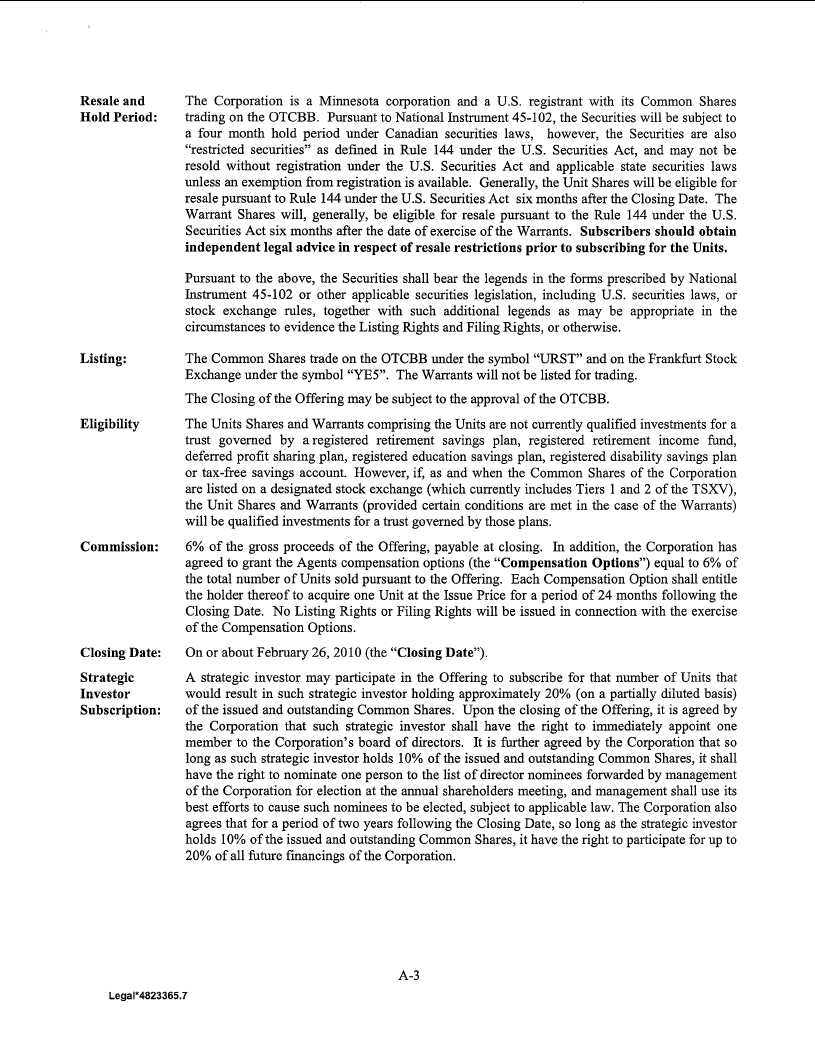 Resale and Hold Period:
The Corporation is a Minnesota corporation and a U.S. registrant with its Common Shares
trading on the OTCBB. Pursuant to National Instrument 45-102, the Securities will be subject to
a four month hold period under Canadian securities laws, however, the Securities are also
“restricted securities” as defined in Rule 144 under the U.S. Securities Act, and may not be
resold without registration under the U.S. Securities Act and applicable state securities laws
unless an exemption from registration is available. Generally, the Unit Shares will be eligible for
resale pursuant to Rule 144 under the U.S. Securities Act six months after the Closing Date. The
Warrant Shares will, generally, be eligible for resale pursuant to the Rule 144 under the U.S.
Securities Act six months after the date of exercise of the Warrants. Subscribers should obtain
independent legal advice in respect of resale restrictions prior to subscribing for the Units.
Pursuant to the above, the Securities shall bear the legends in the forms prescribed by National
Instrument 45-102 or other applicable securities legislation, including U.S. securities laws, or
stock exchange rules, together with such additional legends as may be appropriate in the
circumstances to evidence the Listing Rights and Filing Rights, or otherwise.
Listing:
The Common Shares trade on the OTCBB under the symbol “URST” and on the Frankfurt Stock
Exchange under the symbol “YE5”. The Warrants will not be listed for trading.
The Closing of the Offering may be subject to the approval of the OTCBB.
Eligibility
The Units Shares and Warrants comprising the Units are not currently qualified investments for a
trust governed by a registered retirement savings plan, registered retirement income fund,
deferred profit sharing plan, registered education savings plan, registered disability savings plan
or tax-free savings account. However, if, as and when the Common Shares of the Corporation
are listed on a designated stock exchange (which currently includes Tiers 1 and 2 of the TSXV),
the Unit Shares and Warrants (provided certain conditions are met in the case of the Warrants)
will be qualified investments for a trust governed by those plans.
Commission:
6% of the gross proceeds of the Offering, payable at closing. In addition, the Corporation has
agreed to grant the Agents compensation options (the “Compensation Options”) equal to 6% of
the total number of Units sold pursuant to the Offering. Each Compensation Option shall entitle
the holder thereof to acquire one Unit at the Issue Price for a period of 24 months following the
Closing Date. No Listing Rights or Filing Rights will be issued in connection with the exercise
of the Compensation Options.
Closing Date:
On or about February 26, 2010 (the “Closing Date”).
Strategic
Investor
Subscription:
A strategic investor may participate in the Offering to subscribe for that number of Units that
would result in such strategic investor holding approximately 20% (on a partially diluted basis)
of the issued and outstanding Common Shares. Upon the closing of the Offering, it is agreed by
the Corporation that such strategic investor shall have the right to immediately appoint one
member to the Corporation’s board of directors. It is further agreed by the Corporation that so
long as such strategic investor holds 10% of the issued and outstanding Common Shares, it shall
have the right to nominate one person to the list of director nominees forwarded by management
of the Corporation for election at the annual shareholders meeting, and management shall use its
best efforts to cause such nominees to be elected, subject to applicable law. The Corporation also
agrees that for a period of two years following the Closing Date, so long as the strategic investor
holds 10% of the issued and outstanding Common Shares, it have the right to participate for up to
20% of all future financings of the Corporation.
A-3
Legal*4823365.7